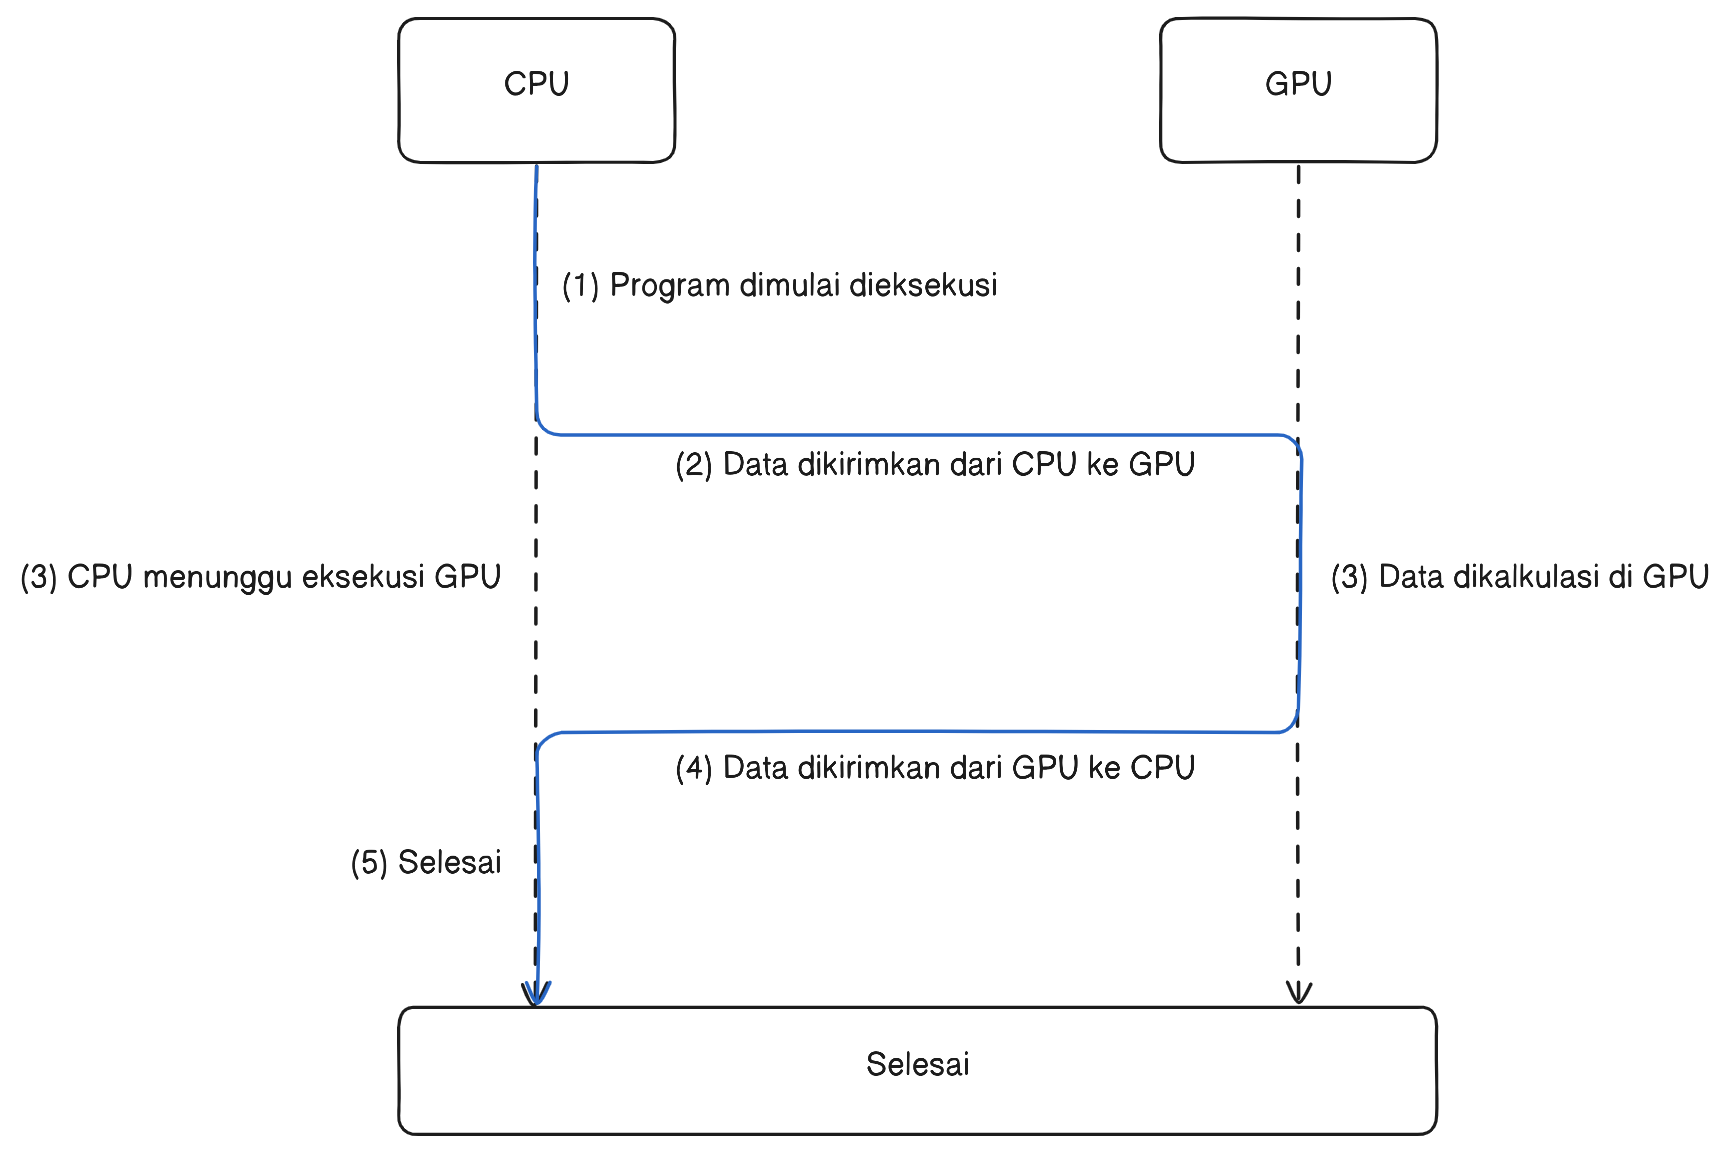 CPU
GPU
(1) Program dimulai dieksekusi
(2) Data dikirimkan dari CPU ke GPU
(3) CPU menunggu eksekusi GPU
(3) Data dikalkulasi di GPU
(4) Data dikirimkan dari GPU ke CPU
(5) Selesai
Selesai